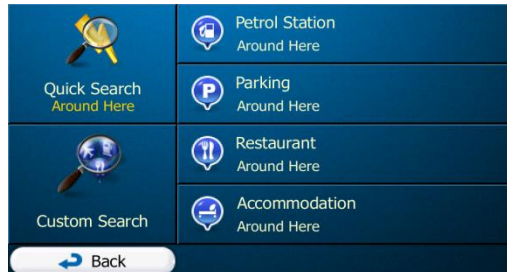 Quick Search
Around Here
Custom Search
Petrol Station
Around Here
P
Parking
Around Here
Restaurant
Around Here
Accommodation
Around Here
Back